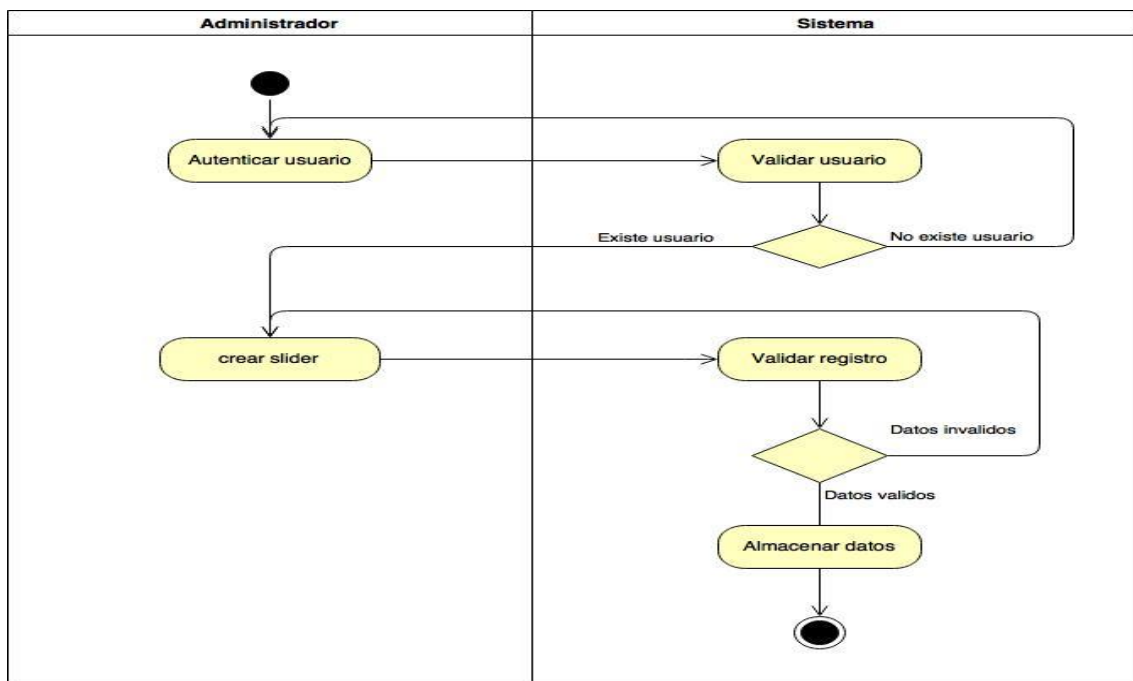 Administrador
Sistema
Autenticar usuario
Validar usuario
Existe usuario
No existe usuario
crear slider
Validar registro
Datos invalidos
Datos validos
Almacenar datos